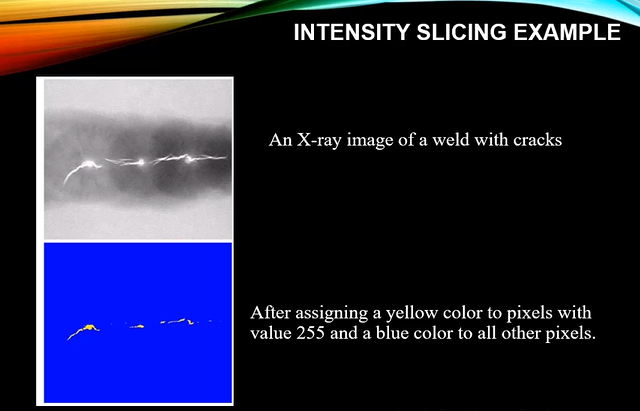 INTENSITY SLICING EXAMPLE
An X-ray image of a weld with cracks
After assigning a yellow color to pixels with
value 255 and a blue color to all other pixels.